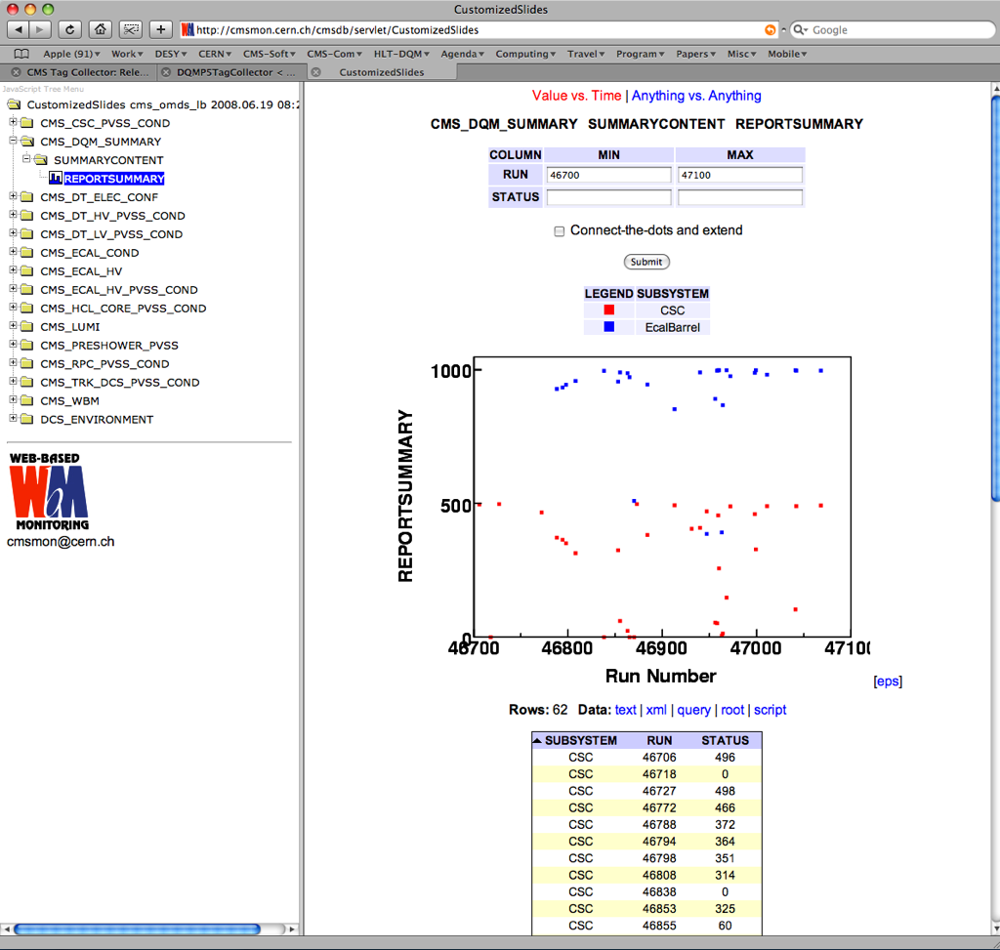 CustomizedSlides
http://cmsmon.cern.ch/cmsdb/servlet/CustomizedSlides
Google
Apple (91)▾ Work▾ DESY▾ CERN▾ CMS-Soft▾ CMS-Com▾ HLT-DQM▾ Agenda▾ Computing▾ Travel▾ Program▾ Papers▾ Misc▾ Mobile▾
CMS Tag Collector: Rele... DQMP5TagCollector < ... CustomizedSlides
JavaScript Tree Menu
CustomizedSlides cms_omds_lb 2008.06.19 08:2
CMS_CSC_PVSS_COND
CMS_DQM_SUMMARY
SUMMARYCONTENT
REPORTSUMMARY
CMS_DT_ELEC_CONF
CMS_DT_HV_PVSS_COND
CMS_DT_LV_PVSS_COND
CMS_ECAL_COND
CMS_ECAL_HV
CMS_ECAL_HV_PVSS_COND
CMS_HCL_CORE_PVSS_COND
CMS_LUMI
CMS_PRESHOWER_PVSS
CMS_RPC_PVSS_COND
CMS_TRK_DCS_PVSS_COND
CMS_WBM
DCS_ENVIRONMENT
WEB-BASED
WbM
MONITORING
cmsmon@cern.ch
Value vs. Time | Anything vs. Anything
CMS_DQM_SUMMARY SUMMARYCONTENT REPORTSUMMARY
COLUMN MIN MAX
RUN 46700 47100
STATUS
Connect-the-dots and extend
Submit
LEGEND SUBSYSTEM
CSC
EcalBarrel
1000
500
0
REPORTSUMMARY
46700 46800 46900 47000 4710
Run Number
[eps]
Rows: 62 Data: text | xml | query | root | script
SUBSYSTEM RUN STATUS
CSC 46706 496
CSC 46718 0
CSC 46727 498
CSC 46772 466
CSC 46788 372
CSC 46794 364
CSC 46798 351
CSC 46808 314
CSC 46838 0
CSC 46853 325
CSC 46855 60